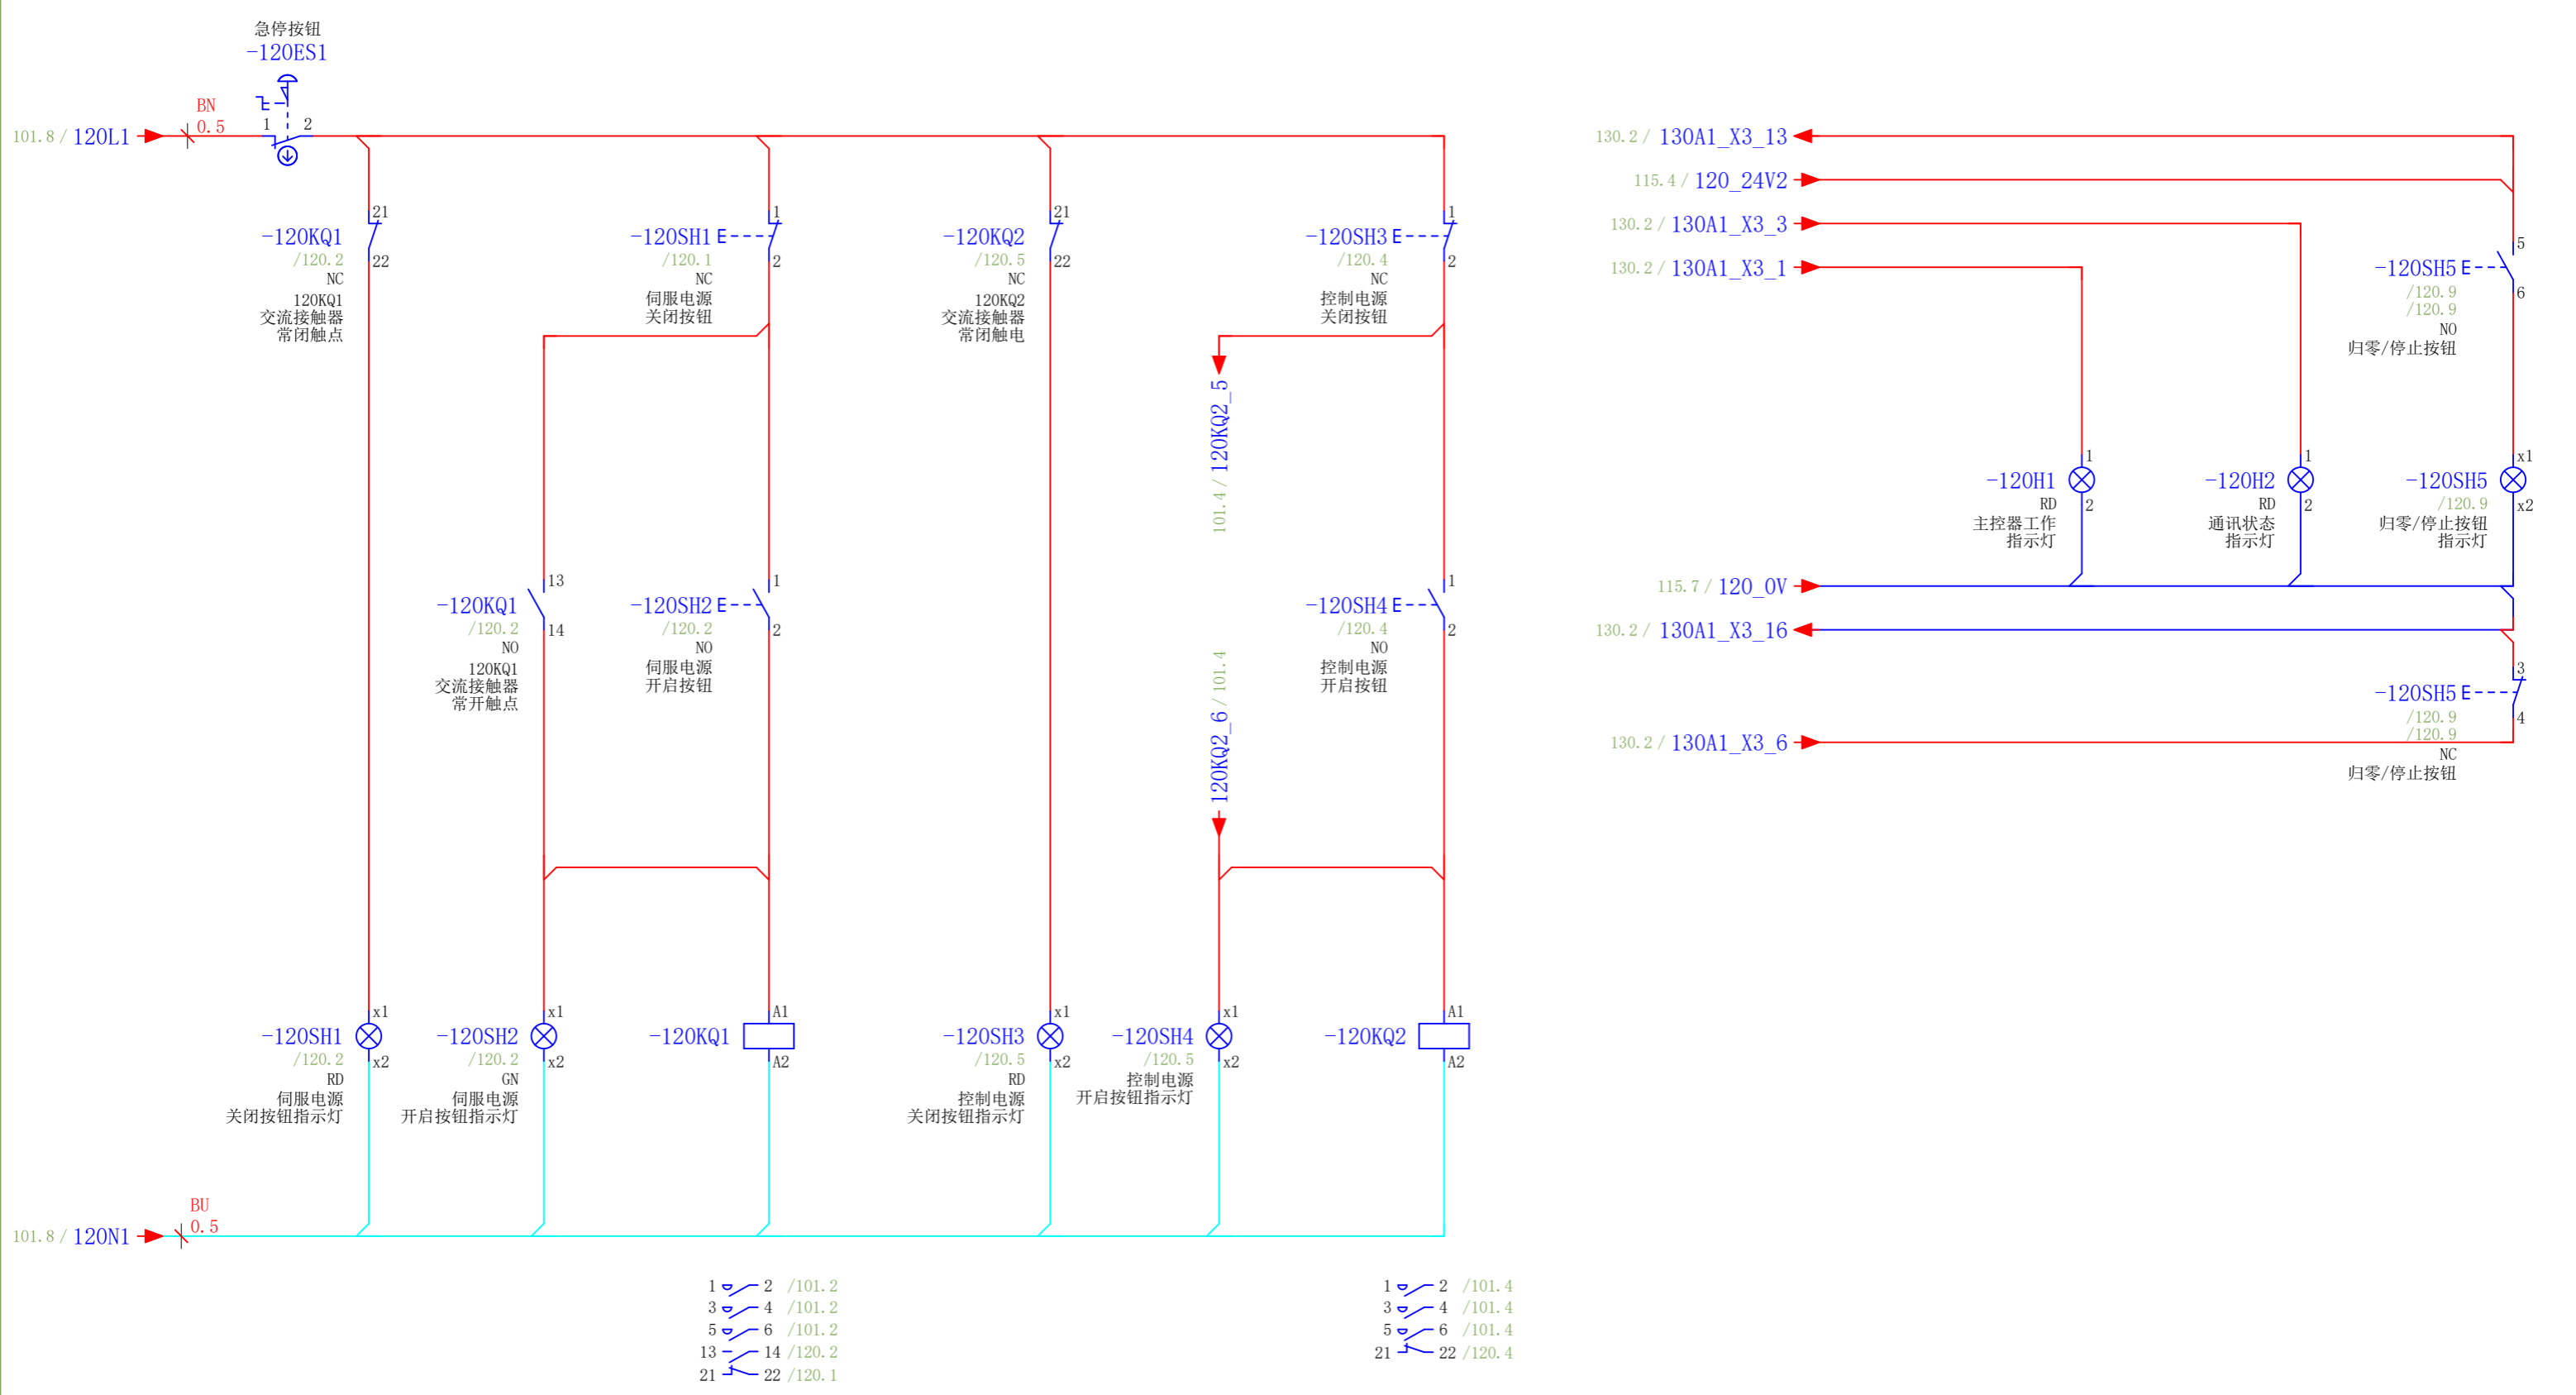 急停按钮
-120ES1
BN
0.5
1
2
101.8 / 120L1
21
-120KQ1
/120.2
22
NC
120KQ1
交流接触器
常闭触点
1
-120SH1
/120.1
2
NC
伺服电源
关闭按钮
21
-120KQ2
/120.5
22
NC
120KQ2
交流接触器
常闭触电
1
-120SH3
/120.4
2
NC
控制电源
关闭按钮
101.4 / 120KQ2_5
13
-120KQ1
/120.2
14
NO
120KQ1
交流接触器
常开触点
1
-120SH2
/120.2
2
NO
伺服电源
开启按钮
120KQ2_6 / 101.4
1
-120SH4
/120.4
2
NO
控制电源
开启按钮
x1
-120SH1
/120.2
x2
RD
伺服电源
关闭按钮指示灯
x1
-120SH2
/120.2
x2
GN
伺服电源
开启按钮指示灯
A1
-120KQ1
A2
x1
-120SH3
/120.5
x2
RD
控制电源
关闭按钮指示灯
x1
-120SH4
/120.5
x2
控制电源
开启按钮指示灯
A1
-120KQ2
A2
BU
0.5
101.8 / 120N1
1 2 /101.2
3 4 /101.2
5 6 /101.2
13 14 /120.2
21 22 /120.1
1 2 /101.4
3 4 /101.4
5 6 /101.4
21 22 /120.4
130.2 / 130A1_X3_13
115.4 / 120_24V2
130.2 / 130A1_X3_3
130.2 / 130A1_X3_1
5
-120SH5
/120.9
/120.9
6
NO
归零/停止按钮
1
-120H1
RD
2
主控器工作
指示灯
1
-120H2
RD
2
通讯状态
指示灯
x1
-120SH5
/120.9
x2
归零/停止按钮
指示灯
115.7 / 120_0V
130.2 / 130A1_X3_16
3
-120SH5
/120.9
/120.9
4
NC
归零/停止按钮
130.2 / 130A1_X3_6